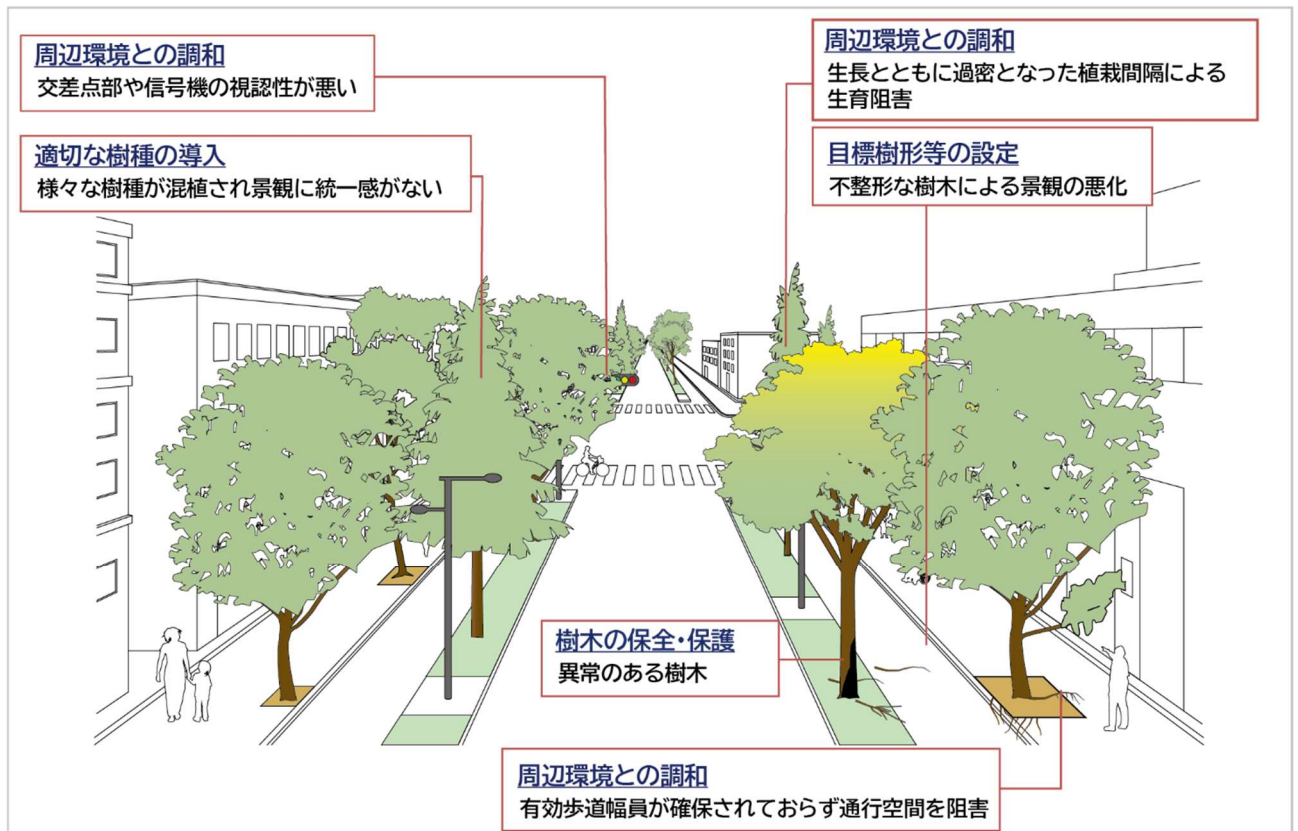 周辺環境との調和
交差点部や信号機の視認性が悪い
周辺環境との調和
生長とともに過密となった植栽間隔による
生育阻害
適切な樹種の導入
様々な樹種が混植され景観に統一感がない
目標樹形等の設定
不整形な樹木による景観の悪化
樹木の保全・保護
異常のある樹木
周辺環境との調和
有効歩道幅員が確保されておらず通行空間を阻害